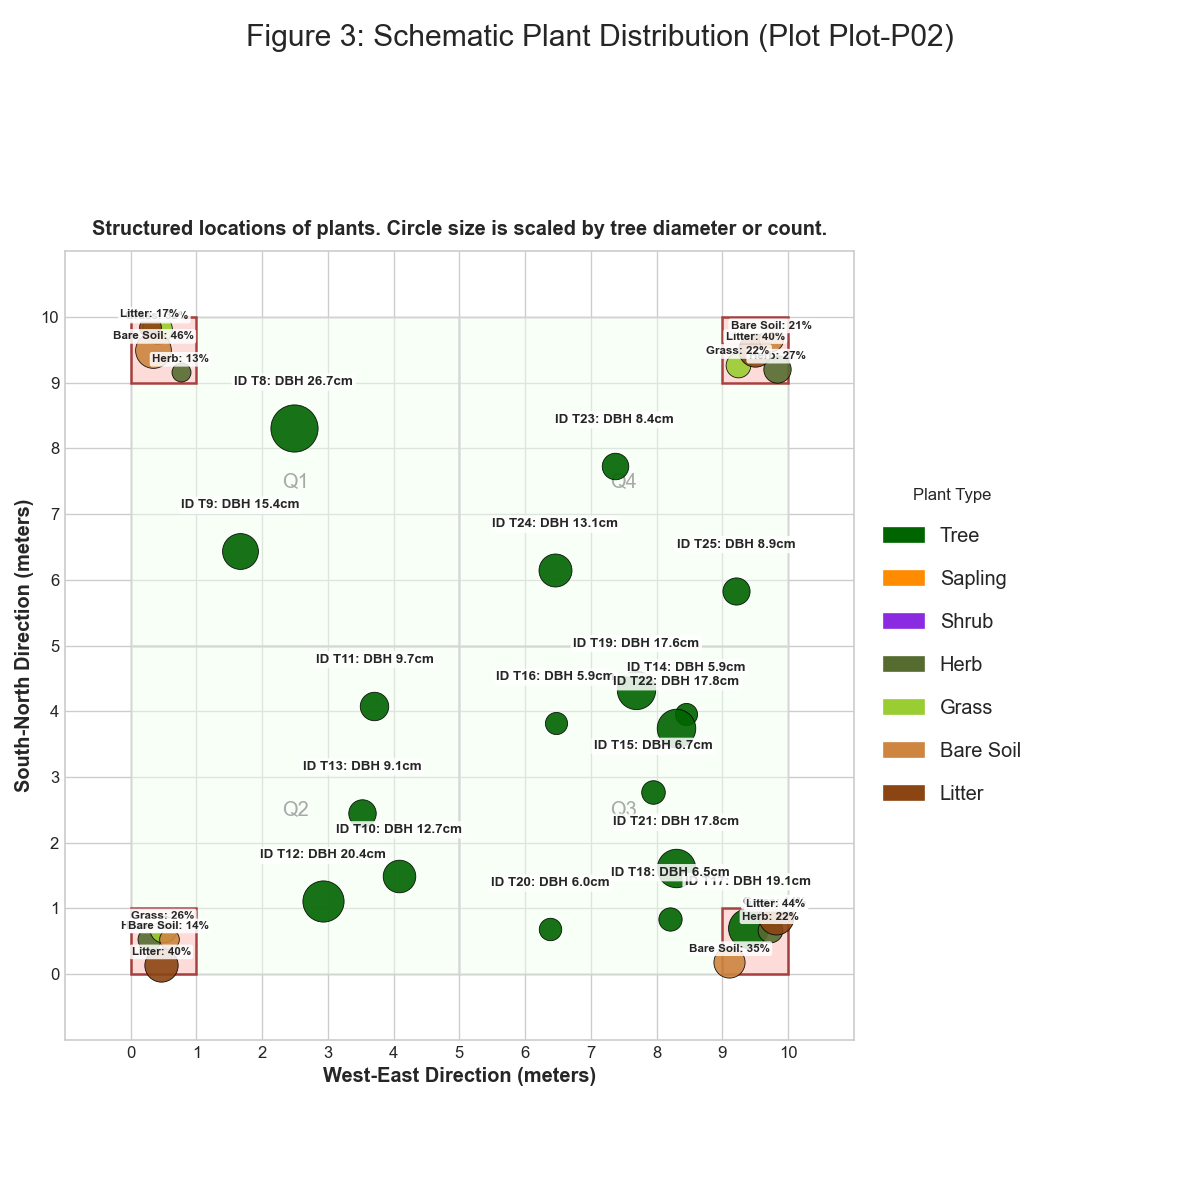 Figure 3: Schematic Plant Distribution (Plot Plot-P02)
Structured locations of plants. Circle size is scaled by tree diameter or count.
South-North Direction (meters)
10
9
8
7
6
5
4
3
2
1
0
Litter: 17%
Bare Soil: 46%
Herb: 13%
Bare Soil: 21%
Litter: 40%
Grass: 22%
Herb: 27%
ID T8: DBH 26.7cm
ID T23: DBH 8.4cm
Q1
Q4
ID T9: DBH 15.4cm
ID T24: DBH 13.1cm
ID T25: DBH 8.9cm
ID T19: DBH 17.6cm
ID T11: DBH 9.7cm
ID T14: DBH 5.9cm
ID T16: DBH 5.9cm
ID T22: DBH 17.8cm
ID T15: DBH 6.7cm
ID T13: DBH 9.1cm
Q2
Q3
ID T21: DBH 17.8cm
ID T10: DBH 12.7cm
ID T12: DBH 20.4cm
ID T18: DBH 6.5cm
ID T20: DBH 6.0cm
ID T17: DBH 19.1cm
Grass: 26%
Bare Soil: 14%
Litter: 40%
Litter: 44%
Herb: 22%
Bare Soil: 35%
0 1 2 3 4 5 6 7 8 9 10
West-East Direction (meters)
Plant Type
Tree
Sapling
Shrub
Herb
Grass
Bare Soil
Litter